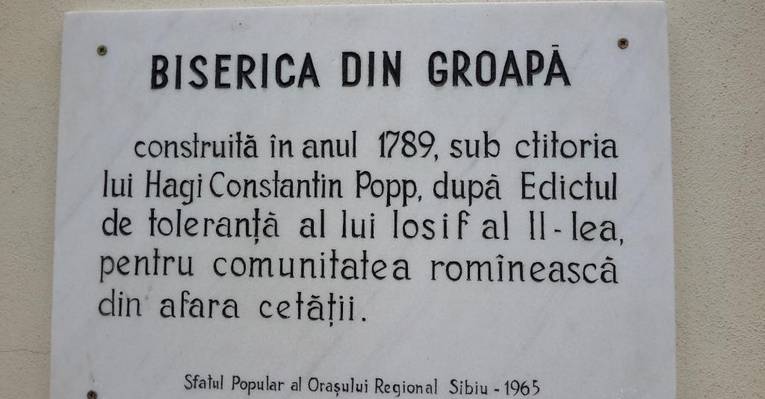 BISERICA DIN GROAPĂ
construită în anul 1789, sub ctitoria
lui Hagi Constantin Popp, după Edictul
de toleranță al lui Iosif al II-lea,
pentru comunitatea romînească
din afara cetății.
Sfatul Popular al Orașului Regional Sibiu - 1965